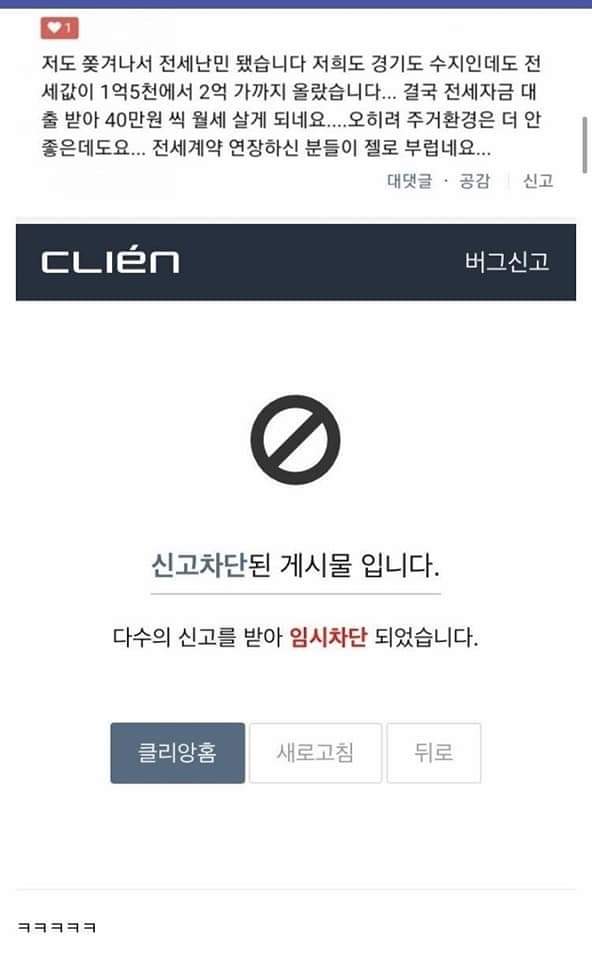 1
저도 쫒겨나서 전세난민 됐습니다 저희도 경기도 수지인데도 전
세값이 1억5천에서 2억 가까지 올랐습니다... 결국 전세자금 대
출 받아 40만원 씩 월세 살게 되네요....오히려 주거환경은 더 안
좋은데도요... 전세계약 연장하신 분들이 젤로 부럽네요...
대댓글 · 공감 신고
CLIéN 버그신고
신고차단된 게시물 입니다.
다수의 신고를 받아 임시차단 되었습니다.
클리앙홈 새로고침 뒤로
ㅋㅋㅋㅋㅋ